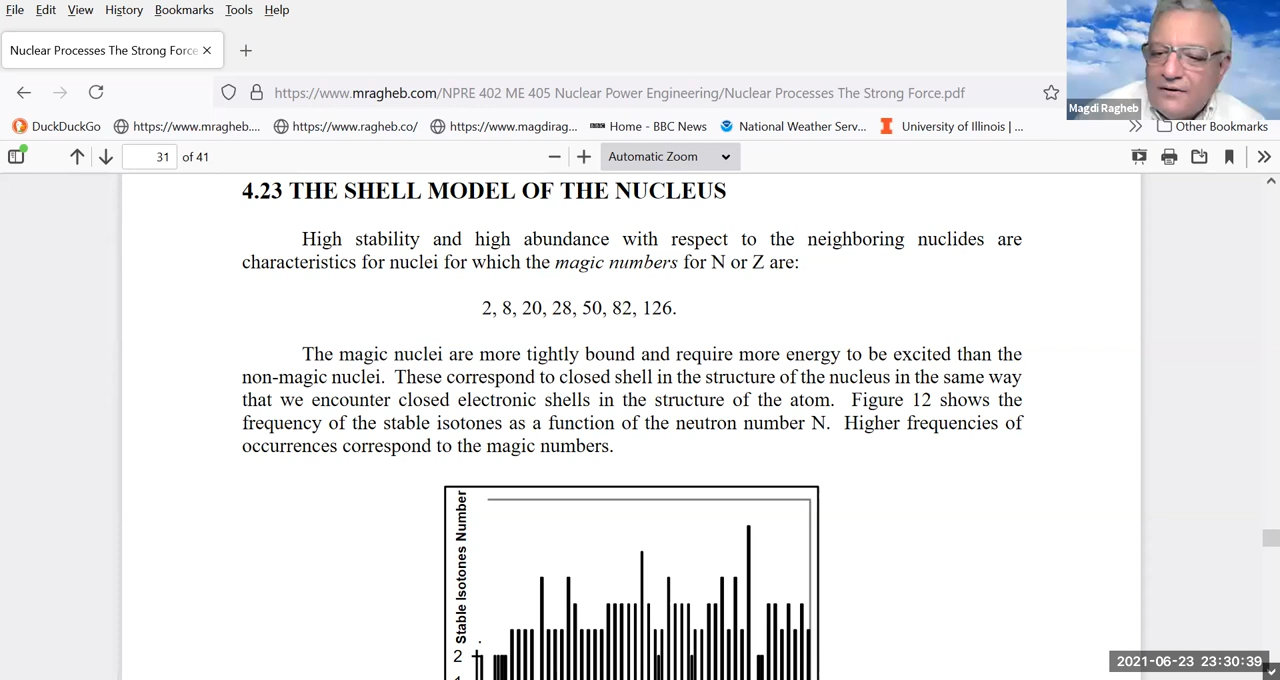 File Edit View History Bookmarks Tools Help
Nuclear Processes The Strong Force
https://www.mragheb.com/NPRE 402 ME 405 Nuclear Power Engineering/Nuclear Processes The Strong Force.pdf
Magdi Ragheb
DuckDuckGo https://www.mragheb.... https://www.ragheb.co/ https://www.magdirag... BBC Home - BBC News National Weather Serv... I University of Illinois | ... Other Bookmarks
31 of 41 Automatic Zoom
4.23 THE SHELL MODEL OF THE NUCLEUS
High stability and high abundance with respect to the neighboring nuclides are
characteristics for nuclei for which the magic numbers for N or Z are:
2, 8, 20, 28, 50, 82, 126.
The magic nuclei are more tightly bound and require more energy to be excited than the
non-magic nuclei. These correspond to closed shell in the structure of the nucleus in the same way
that we encounter closed electronic shells in the structure of the atom. Figure 12 shows the
frequency of the stable isotones as a function of the neutron number N. Higher frequencies of
occurrences correspond to the magic numbers.
Stable Isotones Number
2
2021-06-23 23:30:39